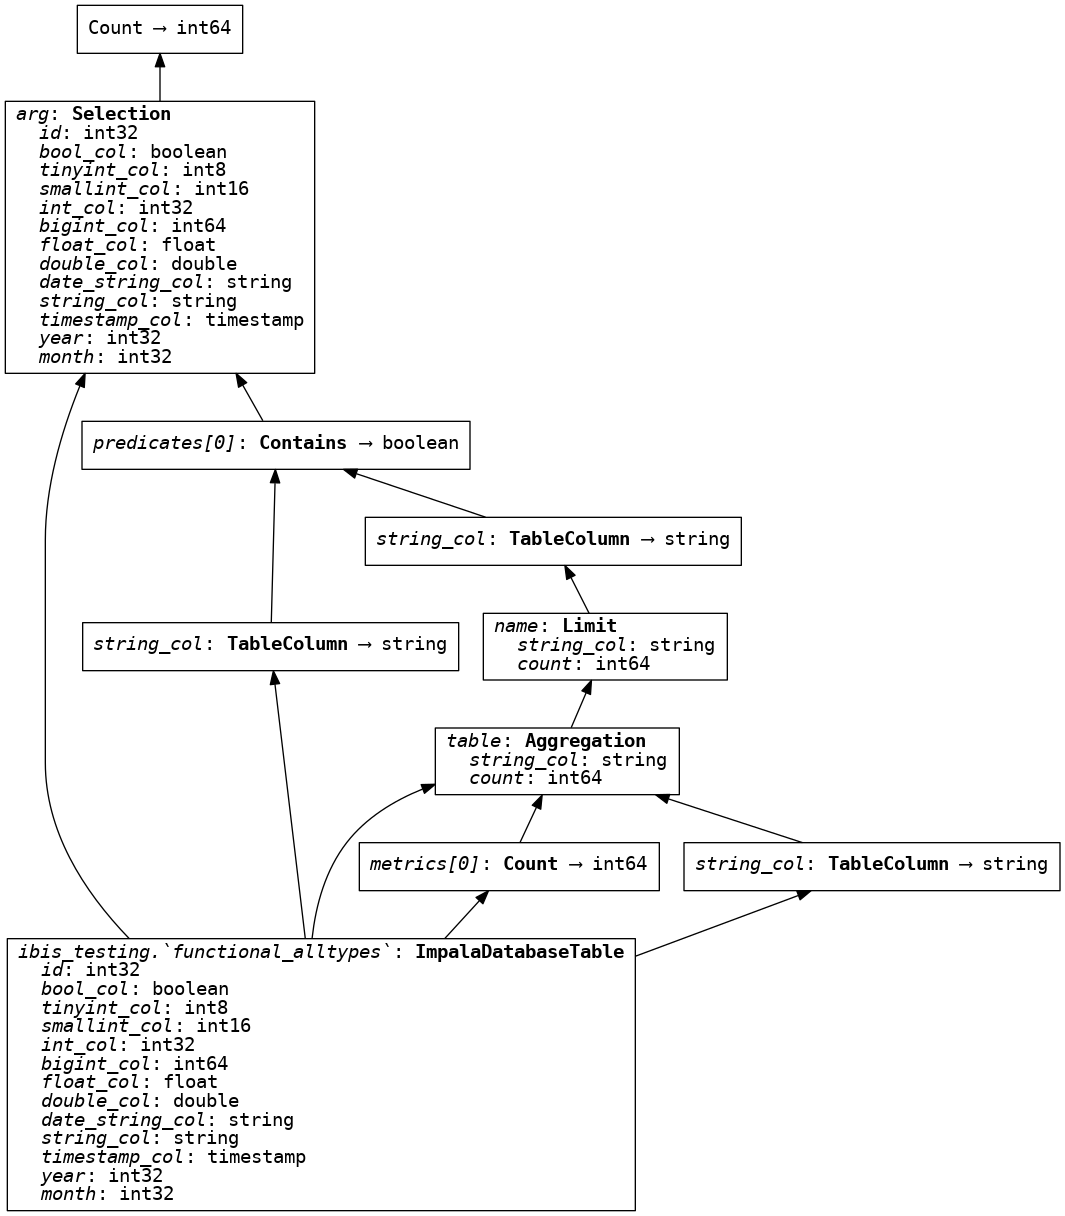 Count → int64
arg: Selection
id: int32
bool_col: boolean
tinyint_col: int8
smallint_col: int16
int_col: int32
bigint_col: int64
float_col: float
double_col: double
date_string_col: string
string_col: string
timestamp_col: timestamp
year: int32
month: int32
predicates[0]: Contains → boolean
string_col: TableColumn → string
string_col: TableColumn → string
name: Limit
string_col: string
count: int64
table: Aggregation
string_col: string
count: int64
metrics[0]: Count → int64
string_col: TableColumn → string
ibis_testing.`functional_alltypes`: ImpalaDatabaseTable
id: int32
bool_col: boolean
tinyint_col: int8
smallint_col: int16
int_col: int32
bigint_col: int64
float_col: float
double_col: double
date_string_col: string
string_col: string
timestamp_col: timestamp
year: int32
month: int32